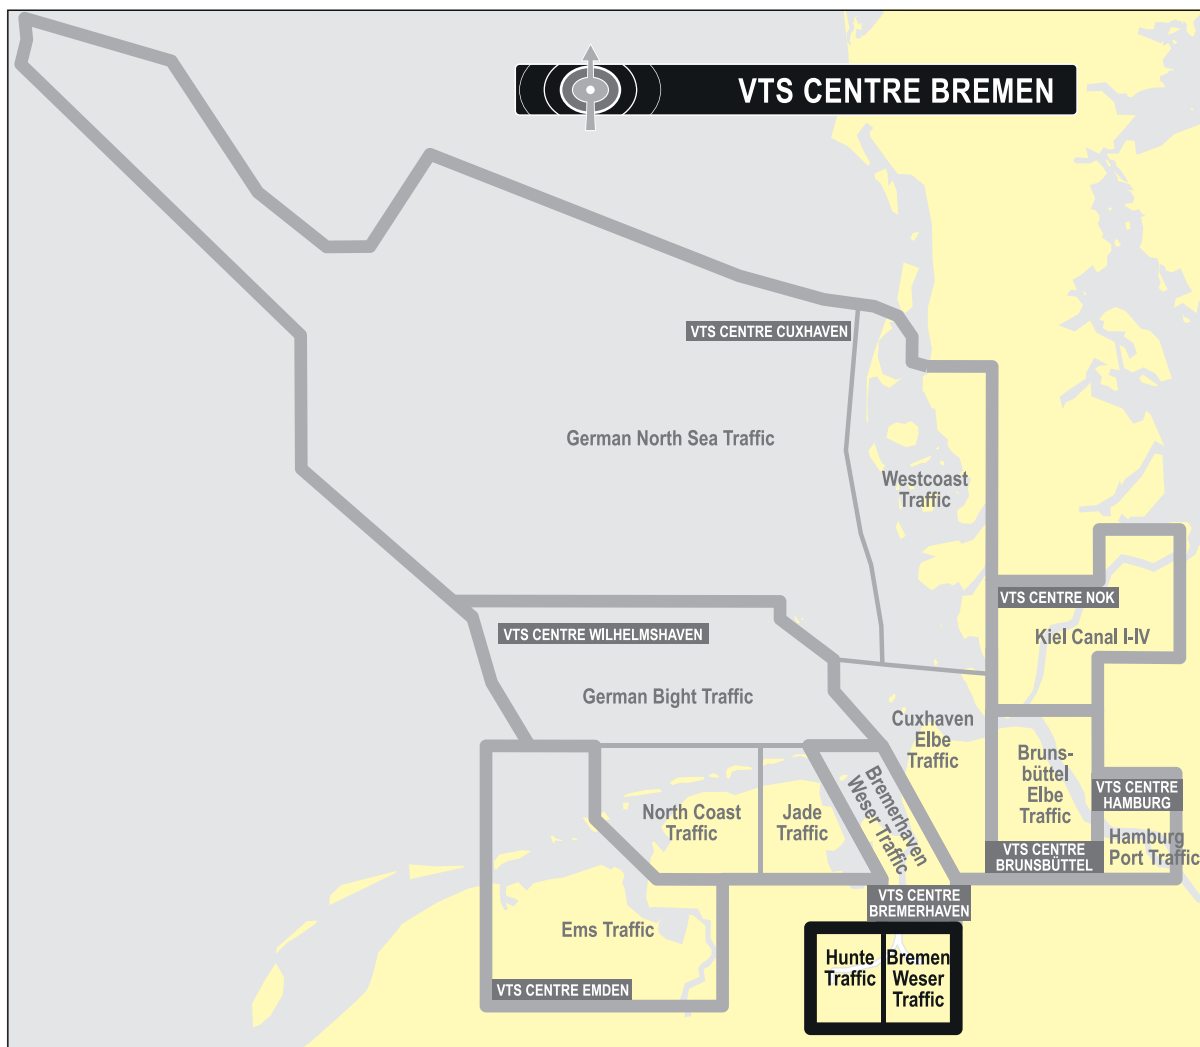 VTS CENTRE BREMEN
VTS CENTRE CUXHAVEN
German North Sea Traffic
Westcoast
Traffic
VTS CENTRE NOK
Kiel Canal I-IV
VTS CENTRE WILHELMSHAVEN
German Bight Traffic
Cuxhaven
Elbe
Traffic
Bruns-
büttel
Elbe
Traffic
VTS CENTRE
HAMBURG
Hamburg
Port Traffic
North Coast
Traffic
Jade
Traffic
Bremerhaven
Weser Traffic
VTS CENTRE
BRUNSBÜTTEL
VTS CENTRE
BREMERHAVEN
Ems Traffic
VTS CENTRE EMDEN
Hunte
Traffic
Bremen
Weser
Traffic